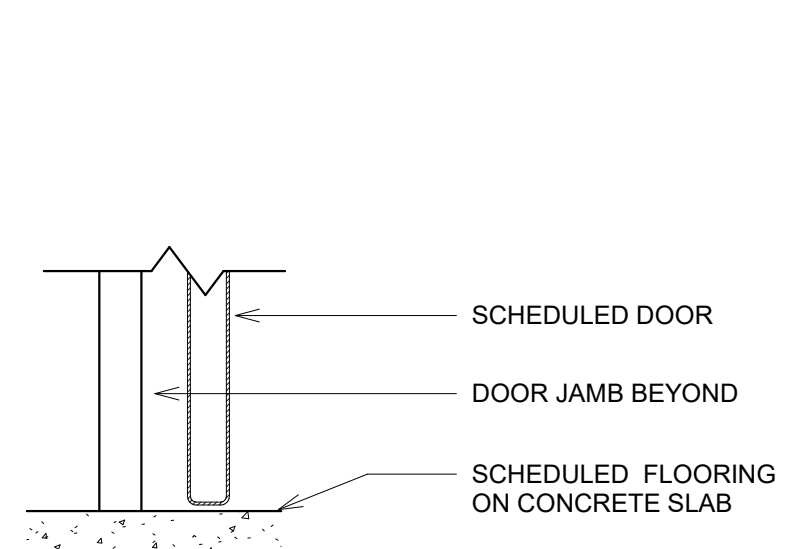 SCHEDULED DOOR
DOOR JAMB BEYOND
SCHEDULED FLOORING
ON CONCRETE SLAB